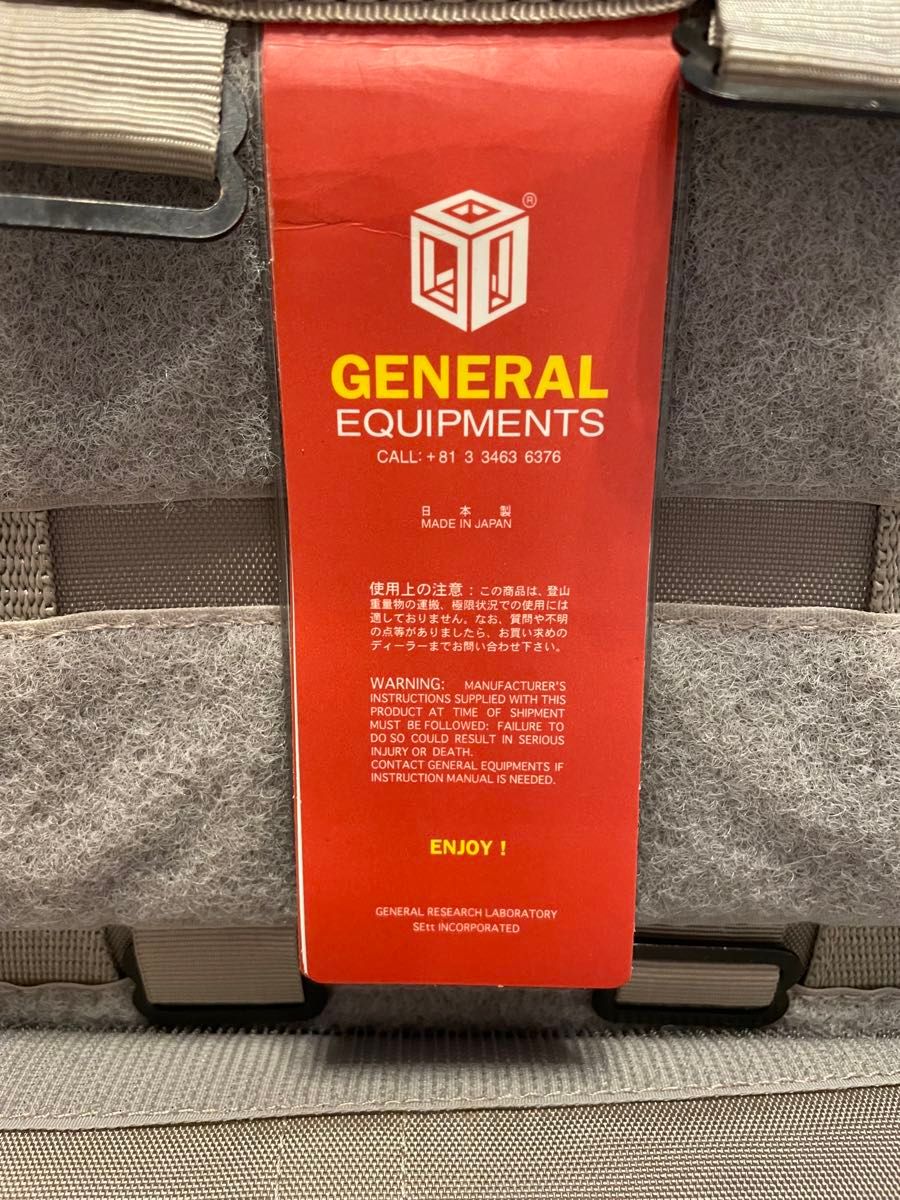 ®
GENERAL
EQUIPMENTS
CALL: +81 3 3463 6376
日 本 製
MADE IN JAPAN
使用上の注意：この商品は、登山
重量物の運搬、極限状況での使用には
適しておりません。なお、質問や不明
の点等がありましたら、お買い求めの
ディーラーまでお問い合わせ下さい。
WARNING: MANUFACTURER'S
INSTRUCTIONS SUPPLIED WITH THIS
PRODUCT AT TIME OF SHIPMENT
MUST BE FOLLOWED: FAILURE TO
DO SO COULD RESULT IN SERIOUS
INJURY OR DEATH.
CONTACT GENERAL EQUIPMENTS IF
INSTRUCTION MANUAL IS NEEDED.
ENJOY !
GENERAL RESEARCH LABORATORY
SEtt INCORPORATED